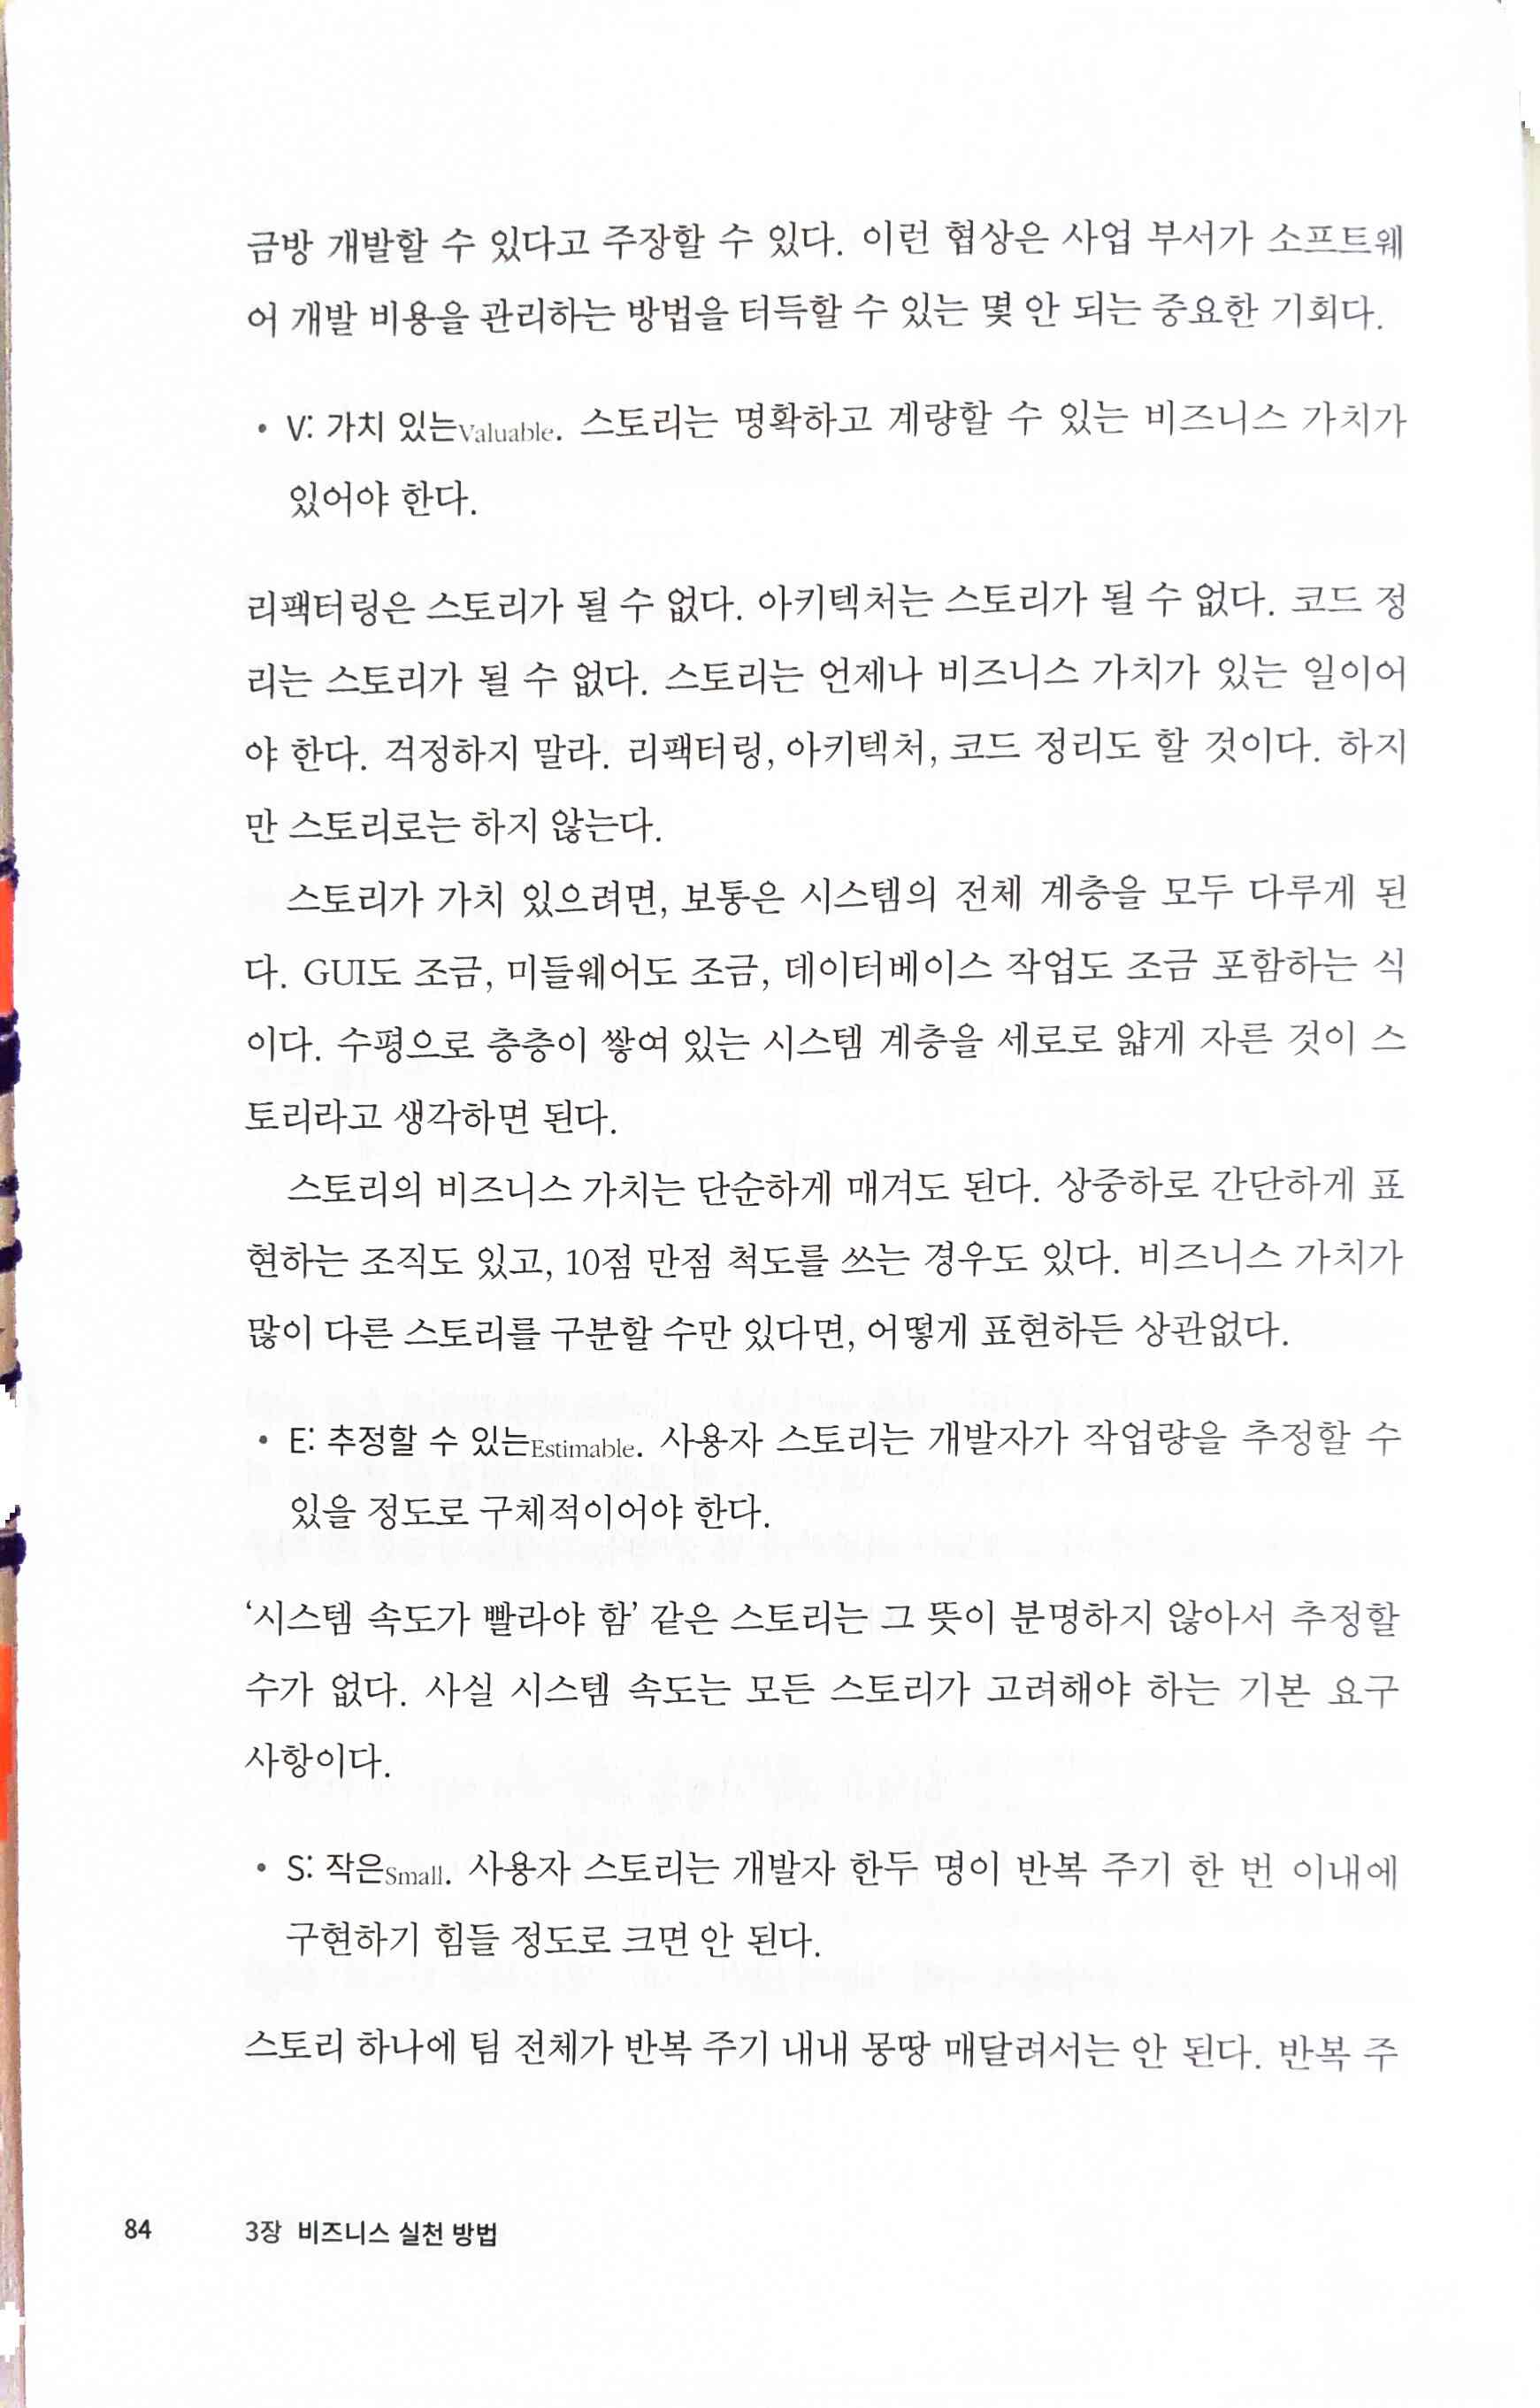 금방 개발할 수 있다고 주장할 수 있다. 이런 협상은 사업 부서가 소프트웨
어 개발 비용을 관리하는 방법을 터득할 수 있는 몇 안 되는 중요한 기회다.
• V: 가치 있는Valuable. 스토리는 명확하고 계량할 수 있는 비즈니스 가치가
있어야 한다.
리팩터링은 스토리가 될 수 없다. 아키텍처는 스토리가 될 수 없다. 코드 정
리는 스토리가 될 수 없다. 스토리는 언제나 비즈니스 가치가 있는 일이어
야 한다. 걱정하지 말라. 리팩터링, 아키텍처, 코드 정리도 할 것이다. 하지
만 스토리로는 하지 않는다.
스토리가 가치 있으려면, 보통은 시스템의 전체 계층을 모두 다루게 된
다. GUI도 조금, 미들웨어도 조금, 데이터베이스 작업도 조금 포함하는 식
이다. 수평으로 층층이 쌓여 있는 시스템 계층을 세로로 얇게 자른 것이 스
토리라고 생각하면 된다.
스토리의 비즈니스 가치는 단순하게 매겨도 된다. 상중하로 간단하게 표
현하는 조직도 있고, 10점 만점 척도를 쓰는 경우도 있다. 비즈니스 가치가
많이 다른 스토리를 구분할 수만 있다면, 어떻게 표현하든 상관없다.
• E: 추정할 수 있는Estimable. 사용자 스토리는 개발자가 작업량을 추정할 수
있을 정도로 구체적이어야 한다.
‘시스템 속도가 빨라야 함’ 같은 스토리는 그 뜻이 분명하지 않아서 추정할
수가 없다. 사실 시스템 속도는 모든 스토리가 고려해야 하는 기본 요구
사항이다.
• S: 작은Small. 사용자 스토리는 개발자 한두 명이 반복 주기 한 번 이내에
구현하기 힘들 정도로 크면 안 된다.
스토리 하나에 팀 전체가 반복 주기 내내 몽땅 매달려서는 안 된다. 반복 주
84 3장 비즈니스 실천 방법